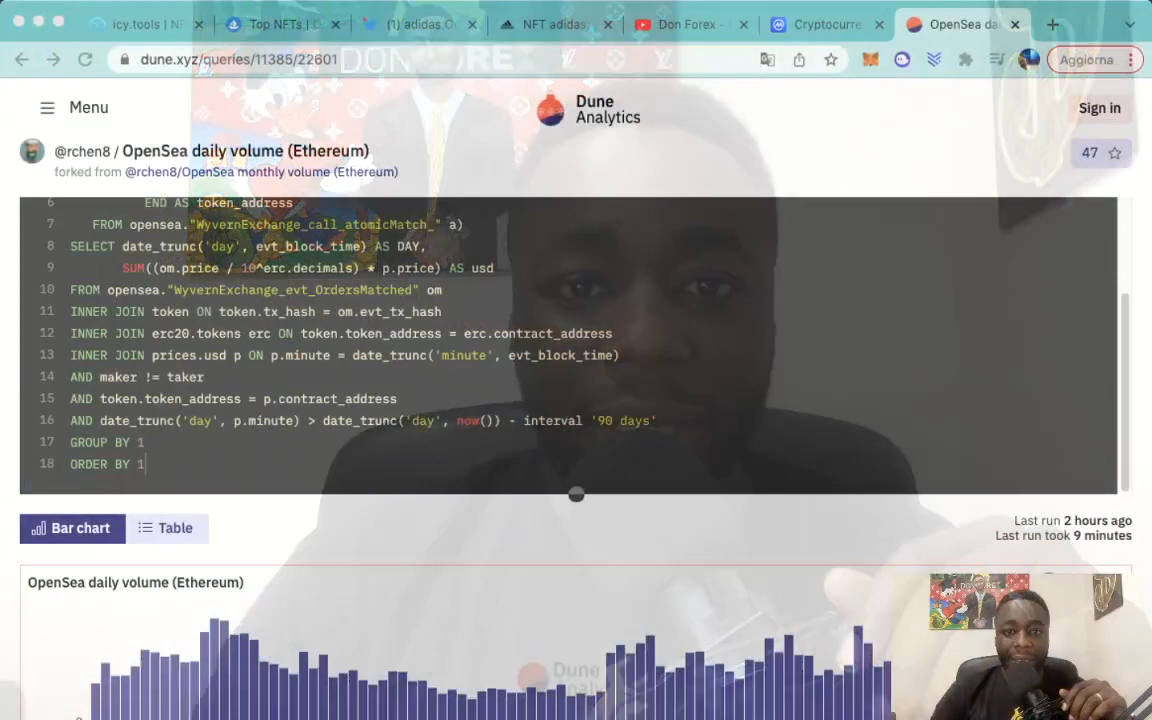 icy.tools | NF
Top NFTs | D
(1) adidas O
NFT adidas
Don Forex -
Cryptocurre
OpenSea da
dune.xyz/queries/11385/22601
Aggiorna
Menu
Dune
Analytics
Sign in
@rchen8 / OpenSea daily volume (Ethereum)
47
forked from @rchen8/OpenSea monthly volume (Ethereum)
6 END AS token_address
7 FROM opensea."WyvernExchange_call_atomicMatch_" a)
8 SELECT date_trunc('day', evt_block_time) AS DAY,
9 SUM((om.price / 10^erc.decimals) * p.price) AS usd
10 FROM opensea."WyvernExchange_evt_OrdersMatched" om
11 INNER JOIN token ON token.tx_hash = om.evt_tx_hash
12 INNER JOIN erc20.tokens erc ON token.token_address = erc.contract_address
13 INNER JOIN prices.usd p ON p.minute = date_trunc('minute', evt_block_time)
14 AND maker != taker
15 AND token.token_address = p.contract_address
16 AND date_trunc('day', p.minute) > date_trunc('day', now()) - interval '90 days'
17 GROUP BY 1
18 ORDER BY 1
Bar chart
Table
Last run 2 hours ago
Last run took 9 minutes
OpenSea daily volume (Ethereum)
Dune